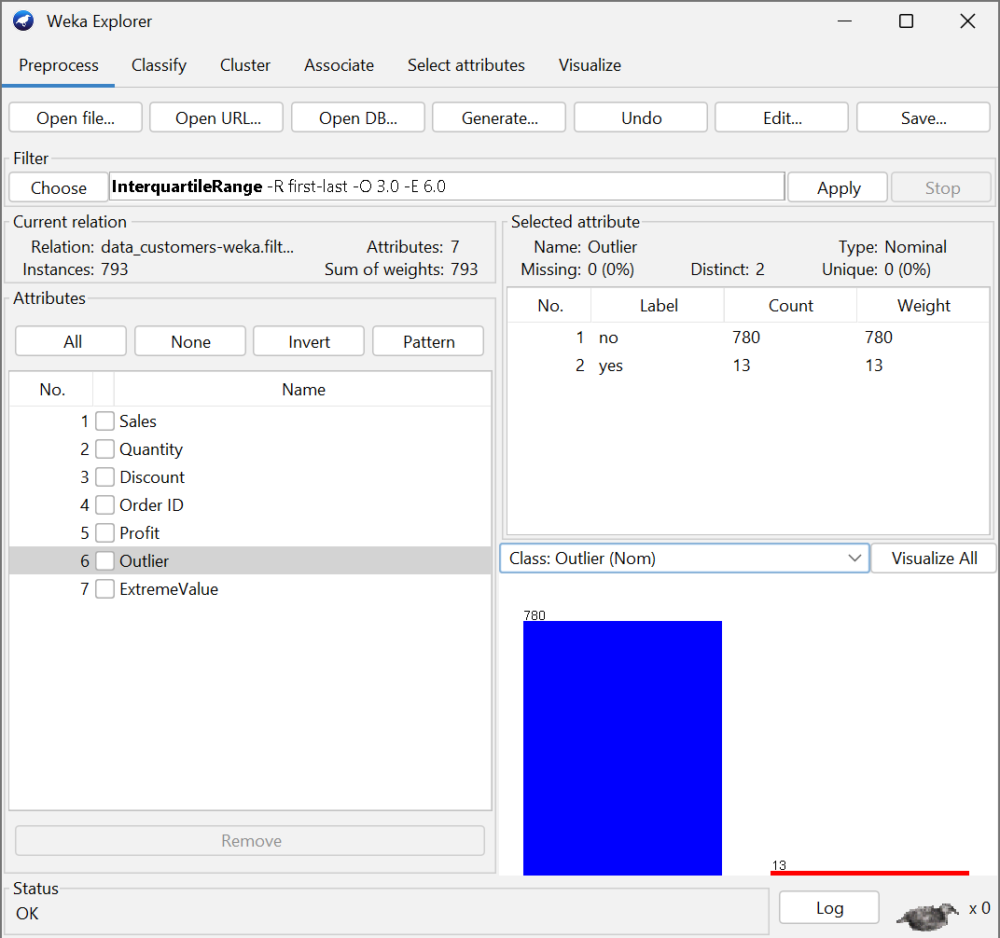 Weka Explorer
Preprocess Classify Cluster Associate Select attributes Visualize
Open file... Open URL... Open DB... Generate... Undo Edit... Save...
Filter
Choose InterquartileRange -R first-last -O 3.0 -E 6.0 Apply Stop
Current relation
Relation: data_customers-weka.filt... Attributes: 7
Instances: 793 Sum of weights: 793
Attributes
All None Invert Pattern
No. Name
1 Sales
2 Quantity
3 Discount
4 Order ID
5 Profit
6 Outlier
7 ExtremeValue
Remove
Selected attribute
Name: Outlier Type: Nominal
Missing: 0 (0%) Distinct: 2 Unique: 0 (0%)
No. Label Count Weight
1 no 780 780
2 yes 13 13
Class: Outlier (Nom) Visualize All
780
13
Status
OK
Log x 0